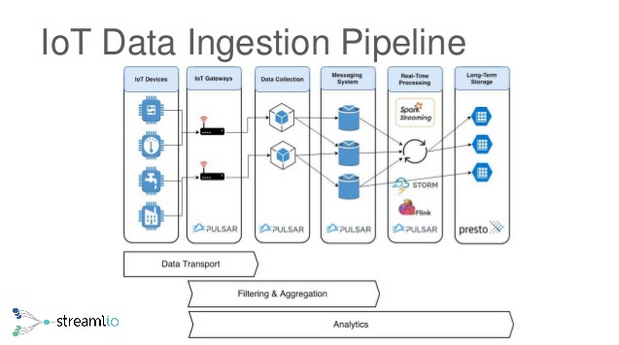 IoT Data Ingestion Pipeline
IoT Devices
IoT Gateways
Data Collection
Messaging
System
Real-Time
Processing
Long-Term
Storage
Spark
Streaming
STORM
Flink
PULSAR
PULSAR
PULSAR
PULSAR
presto
Data Transport
Filtering & Aggregation
Analytics
streamlio